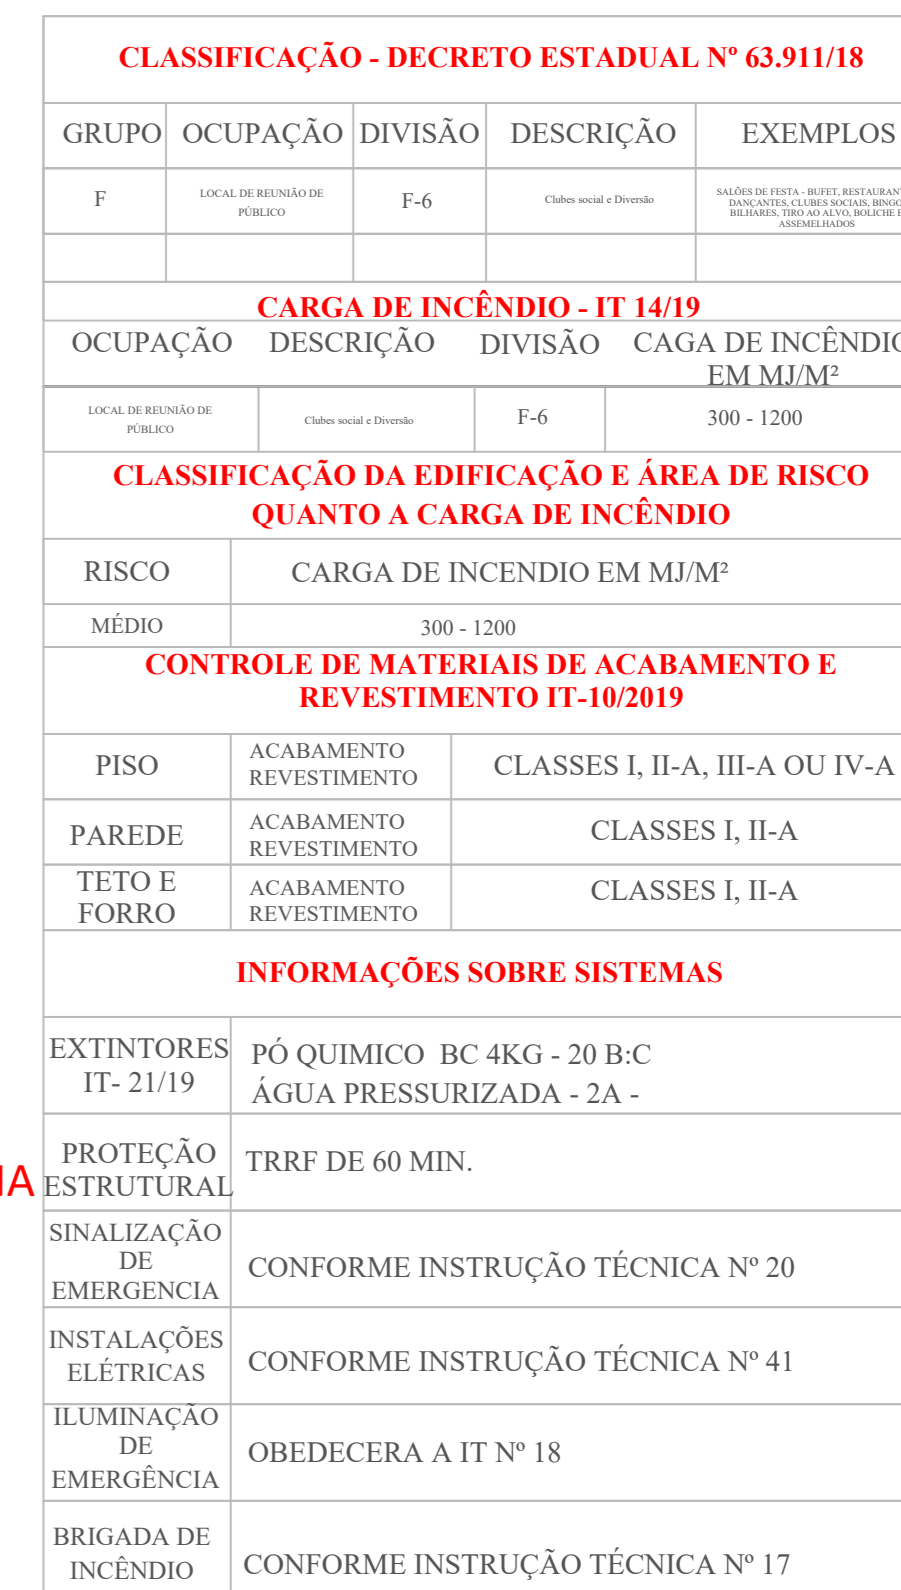 CLASSIFICAÇÃO - DECRETO ESTADUAL Nº 63.911/18
GRUPO OCUPAÇÃO DIVISÃO DESCRIÇÃO EXEMPLOS
F
LOCAL DE REUNIÃO DE
PÚBLICO
F-6
Clubes social e Diversão
SALÕES DE FESTA - BUFET, RESTAURAN
DANÇANTES, CLUBES SOCIAIS, BINGO
BILHARES, TIRO AO ALVO, BOLICHE E
ASSEMELHADOS
CARGA DE INCÊNDIO - IT 14/19
OCUPAÇÃO DESCRIÇÃO DIVISÃO CAGA DE INCÊNDIO
EM MJ/M²
LOCAL DE REUNIÃO DE
PÚBLICO
Clubes social e Diversão
F-6
300 - 1200
CLASSIFICAÇÃO DA EDIFICAÇÃO E ÁREA DE RISCO
QUANTO A CARGA DE INCÊNDIO
RISCO CARGA DE INCENDIO EM MJ/M²
MÉDIO 300 - 1200
CONTROLE DE MATERIAIS DE ACABAMENTO E
REVESTIMENTO IT-10/2019
PISO
ACABAMENTO
REVESTIMENTO
CLASSES I, II-A, III-A OU IV-A
PAREDE
ACABAMENTO
REVESTIMENTO
CLASSES I, II-A
TETO E
FORRO
ACABAMENTO
REVESTIMENTO
CLASSES I, II-A
INFORMAÇÕES SOBRE SISTEMAS
EXTINTORES
IT- 21/19
PÓ QUIMICO BC 4KG - 20 B:C
ÁGUA PRESSURIZADA - 2A -
IA
PROTEÇÃO
ESTRUTURAL
TRRF DE 60 MIN.
SINALIZAÇÃO
DE
EMERGENCIA
CONFORME INSTRUÇÃO TÉCNICA Nº 20
INSTALAÇÕES
ELÉTRICAS
CONFORME INSTRUÇÃO TÉCNICA Nº 41
ILUMINAÇÃO
DE
EMERGÊNCIA
OBEDECERA A IT Nº 18
BRIGADA DE
INCÊNDIO
CONFORME INSTRUÇÃO TÉCNICA Nº 17